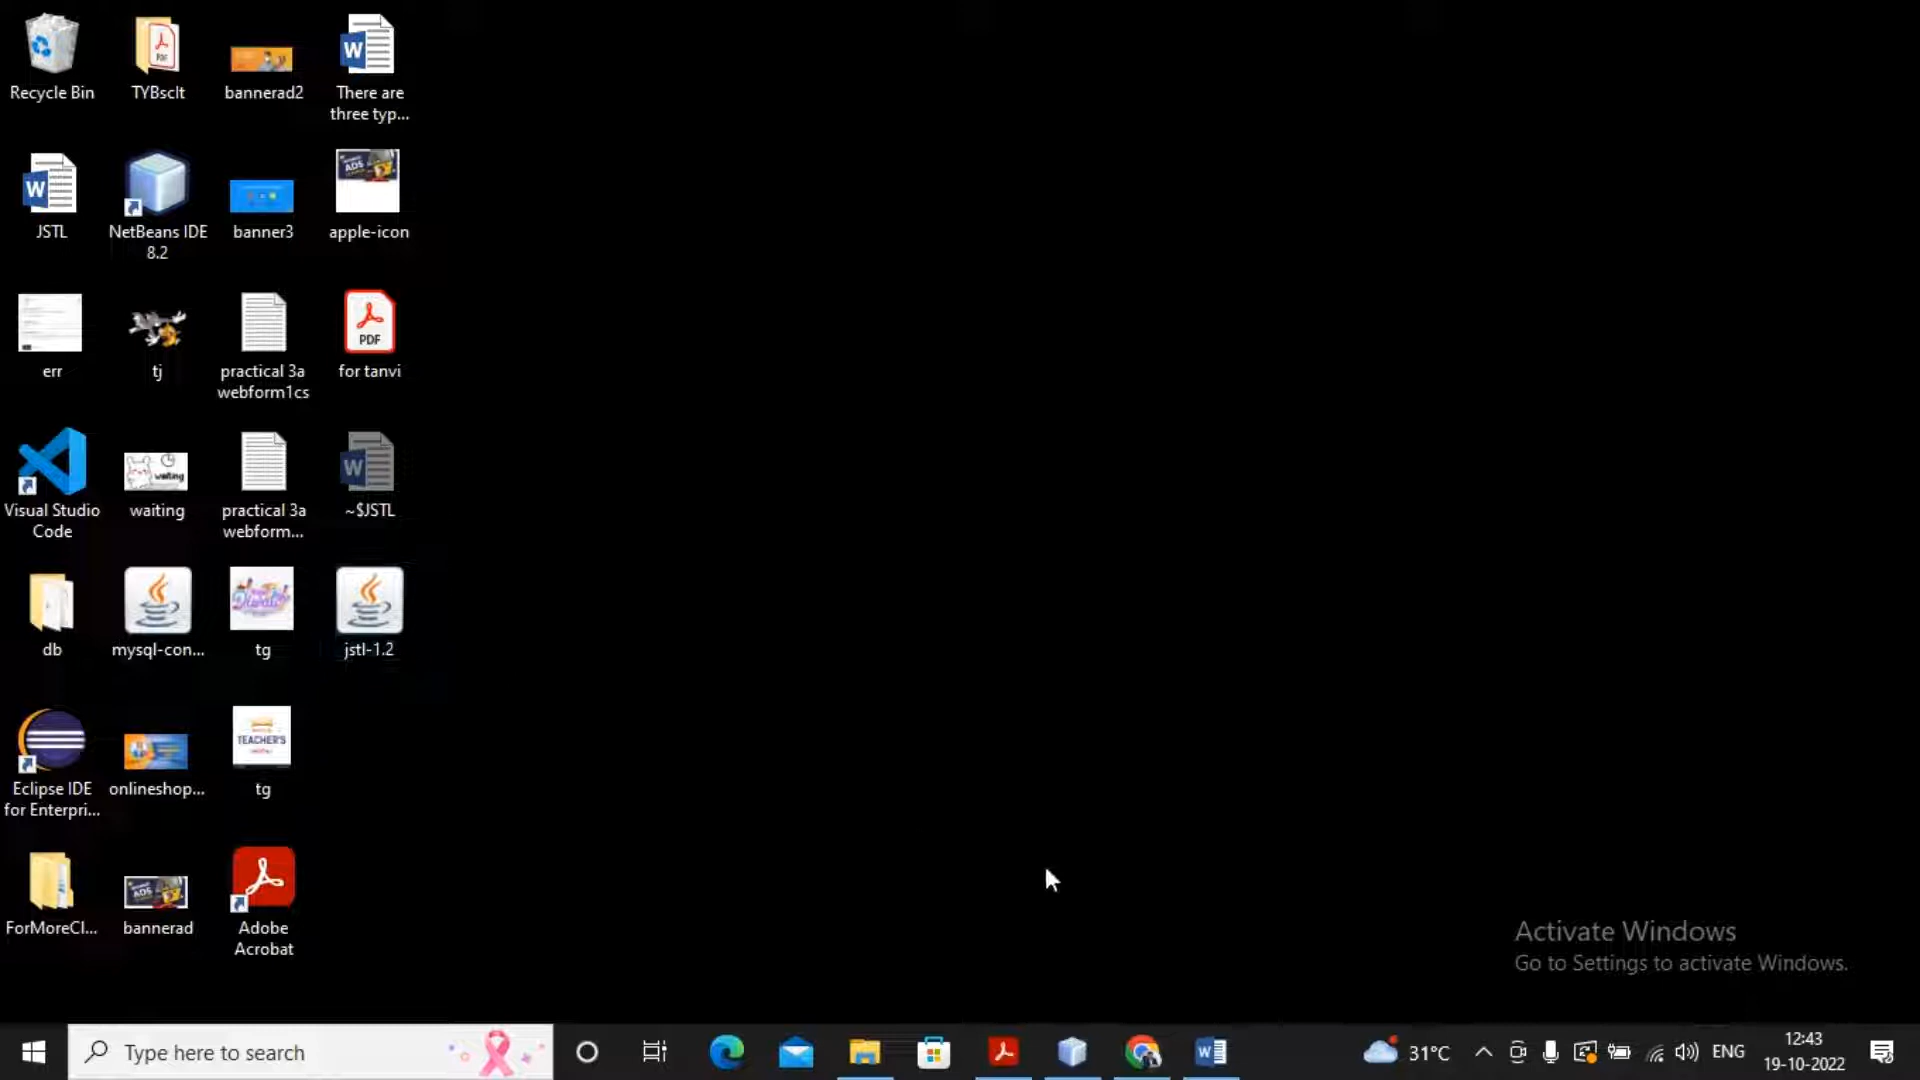 Recycle Bin
TYBscIt
bannerad2
There are
three typ...
JSTL
NetBeans IDE
8.2
banner3
apple-icon
err
tj
practical 3a
webform1cs
PDF
for tanvi
Visual Studio
Code
waiting
waiting
practical 3a
webform...
~$JSTL
db
mysql-con...
tg
jstl-1.2
Eclipse IDE
for Enterpri...
onlineshop...
TEACHER'S
tg
ForMoreCl...
ADS
bannerad
Adobe
Acrobat
Activate Windows
Go to Settings to activate Windows.
Type here to search
31°C
ENG
12:43
19-10-2022